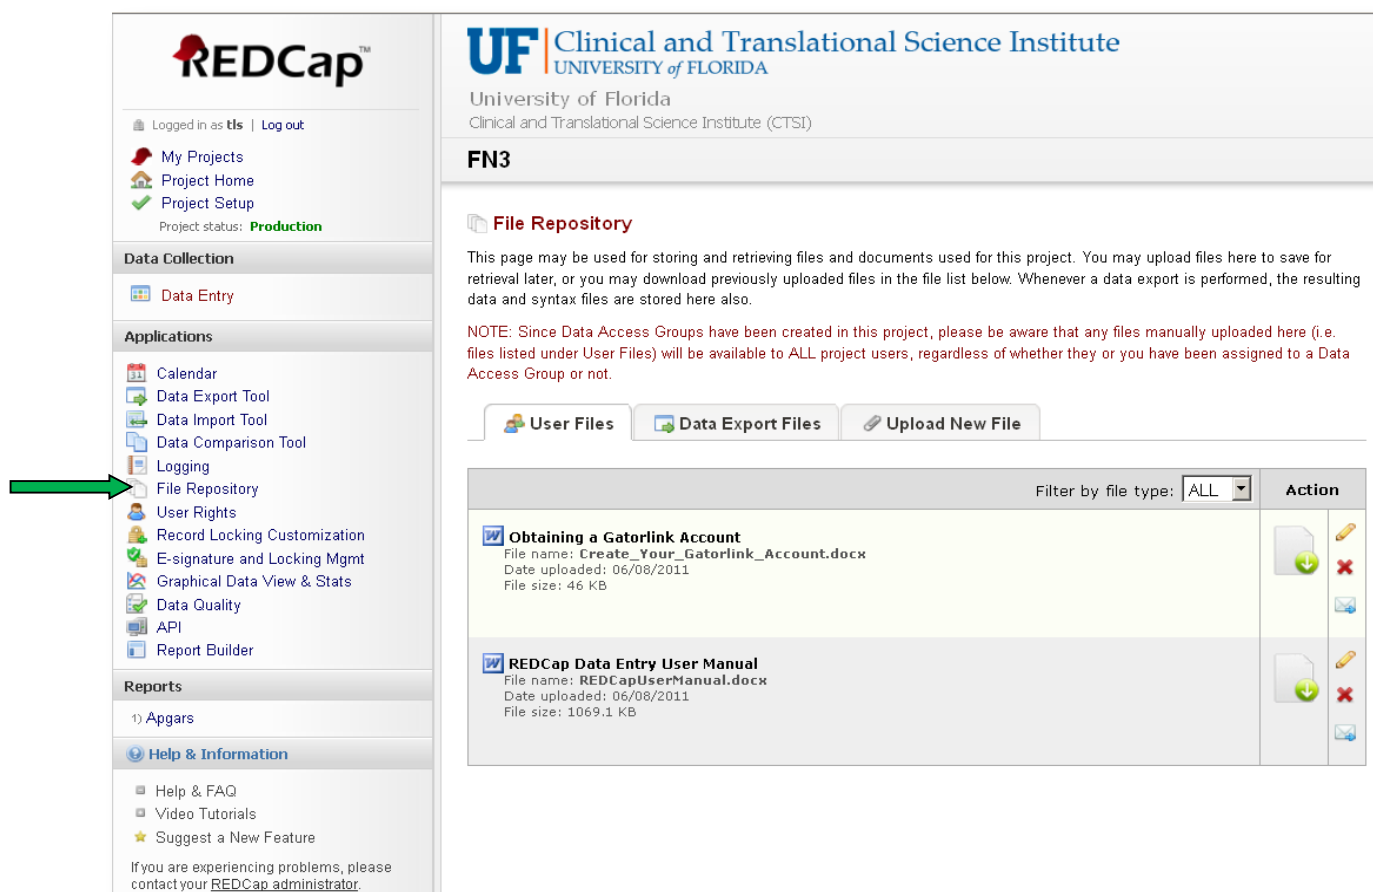 REDCap™
Logged in as tls | Log out
My Projects
Project Home
Project Setup
Project status: Production
Data Collection
Data Entry
Applications
31 Calendar
Data Export Tool
Data Import Tool
Data Comparison Tool
Logging
File Repository
User Rights
Record Locking Customization
E-signature and Locking Mgmt
Graphical Data View & Stats
Data Quality
API
Report Builder
Reports
1) Apgars
Help & Information
Help & FAQ
Video Tutorials
Suggest a New Feature
If you are experiencing problems, please
contact your REDCap administrator.
UF Clinical and Translational Science Institute
UNIVERSITY of FLORIDA
University of Florida
Clinical and Translational Science Institute (CTSI)
FN3
File Repository
This page may be used for storing and retrieving files and documents used for this project. You may upload files here to save for
retrieval later, or you may download previously uploaded files in the file list below. Whenever a data export is performed, the resulting
data and syntax files are stored here also.
NOTE: Since Data Access Groups have been created in this project, please be aware that any files manually uploaded here (i.e.
files listed under User Files) will be available to ALL project users, regardless of whether they or you have been assigned to a Data
Access Group or not.
User Files Data Export Files Upload New File
Filter by file type: ALL Action
W Obtaining a Gatorlink Account
File name: Create_Your_Gatorlink_Account.docx
Date uploaded: 06/08/2011
File size: 46 KB
W REDCap Data Entry User Manual
File name: REDCapUserManual.docx
Date uploaded: 06/08/2011
File size: 1069.1 KB